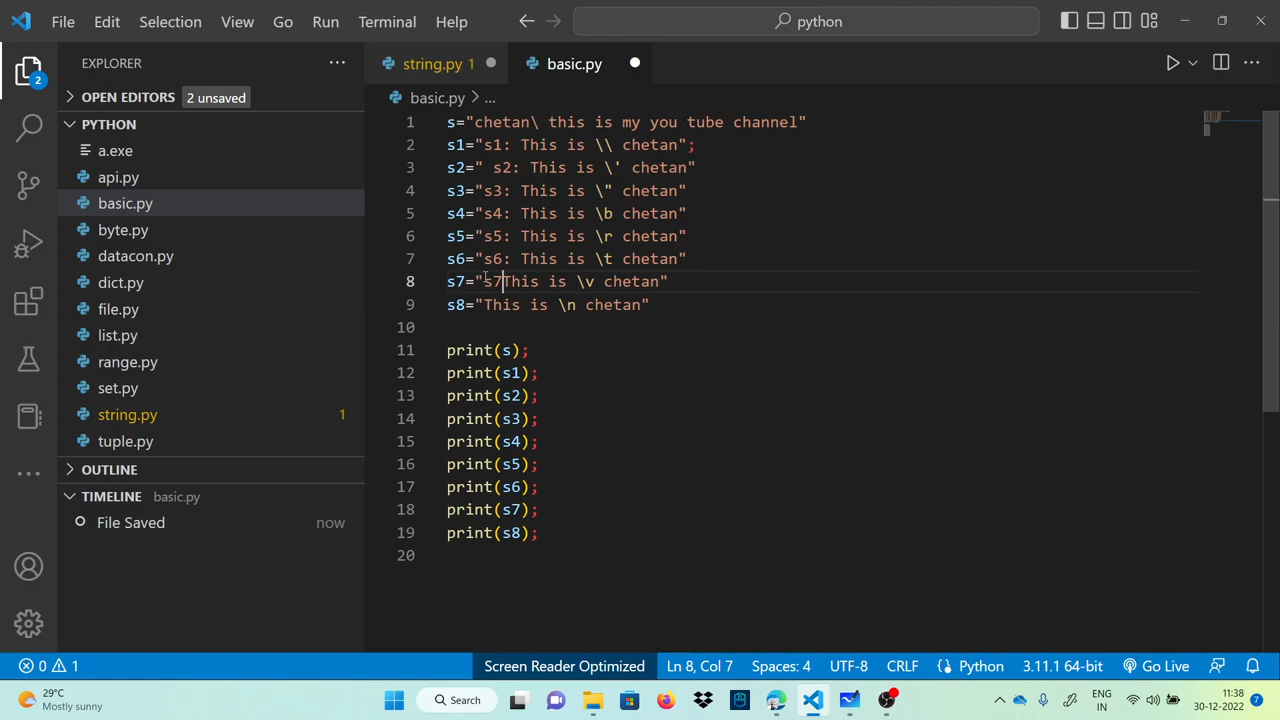 File Edit Selection View Go Run Terminal Help
python
EXPLORER
string.py 1
basic.py
2
OPEN EDITORS 2 unsaved
basic.py > ...
PYTHON
a.exe
api.py
basic.py
byte.py
datacon.py
dict.py
file.py
list.py
range.py
set.py
string.py 1
tuple.py
OUTLINE
TIMELINE basic.py
File Saved now
1 s="chetan\ this is my you tube channel"
2 s1="s1: This is \\ chetan";
3 s2=" s2: This is \' chetan"
4 s3="s3: This is \" chetan"
5 s4="s4: This is \b chetan"
6 s5="s5: This is \r chetan"
7 s6="s6: This is \t chetan"
8 s7="s7This is \v chetan"
9 s8="This is \n chetan"
10
11 print(s);
12 print(s1);
13 print(s2);
14 print(s3);
15 print(s4);
16 print(s5);
17 print(s6);
18 print(s7);
19 print(s8);
20
0 1 Screen Reader Optimized Ln 8, Col 7 Spaces: 4 UTF-8 CRLF Python 3.11.1 64-bit Go Live
29°C
Mostly sunny
Search
ENG
IN
11:38
30-12-2022
7